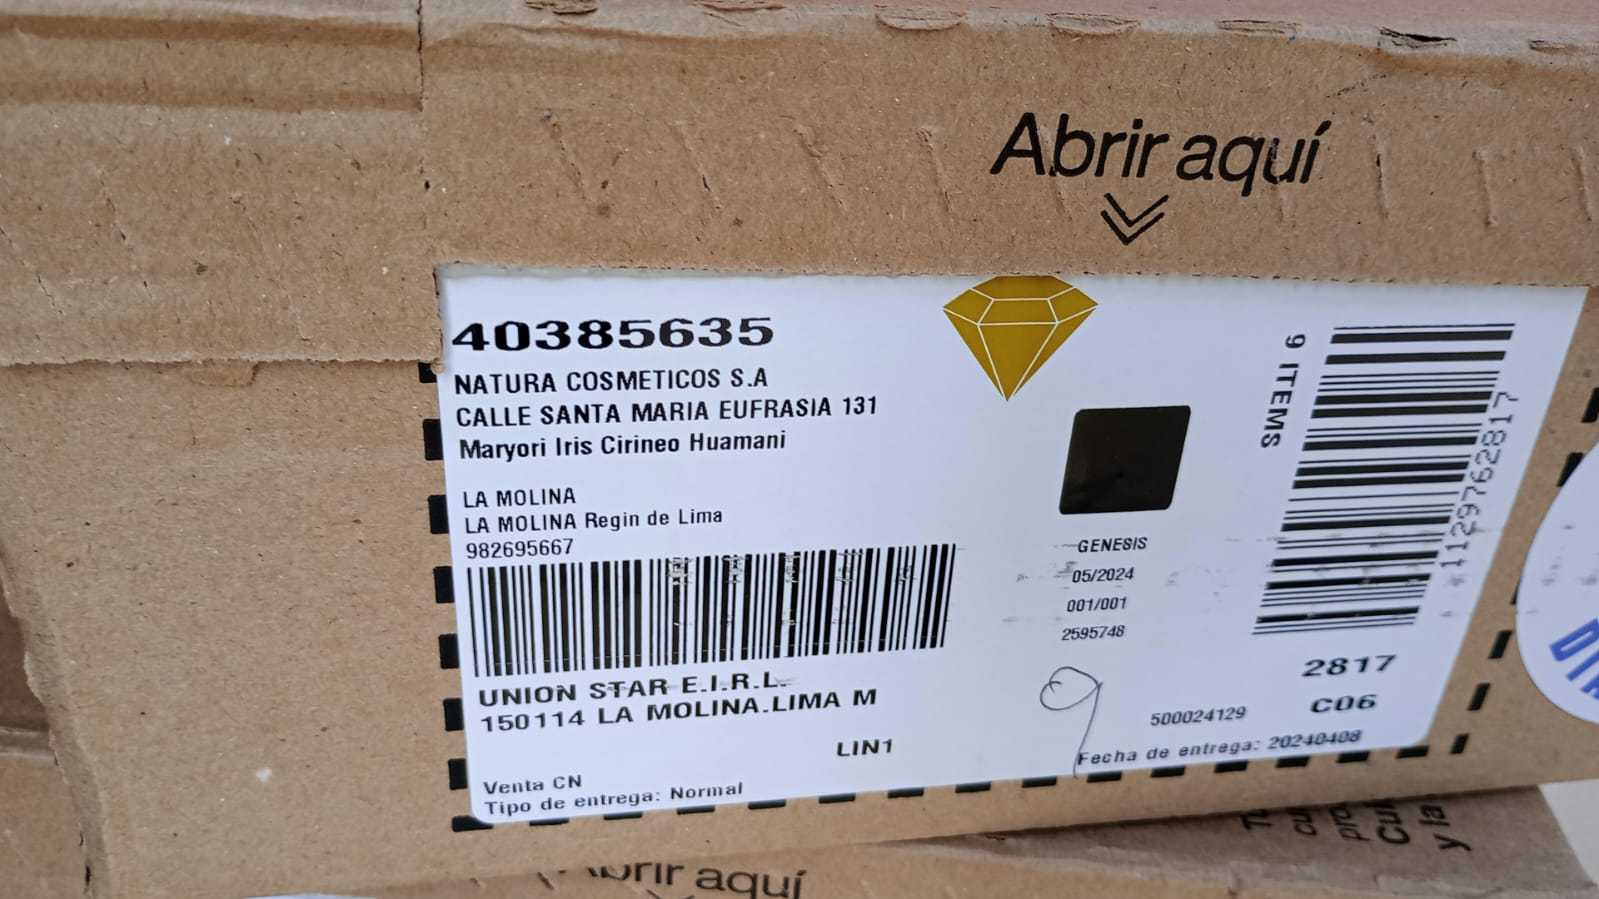 Abrir aquí
40385635
NATURA COSMETICOS S.A
CALLE SANTA MARIA EUFRASIA 131
Maryori Iris Cirineo Huamani
LA MOLINA
LA MOLINA Regin de Lima
982695667
UNION STAR E.I.R.L.
150114 LA MOLINA.LIMA M
LIN1
Venta CN
Tipo de entrega: Normal
GENESIS
05/2024
001/001
2595748
9
500024129
Fecha de entrega: 20240408
9 ITEMS
1129762817
2817
C06
Abrir aquí
y la